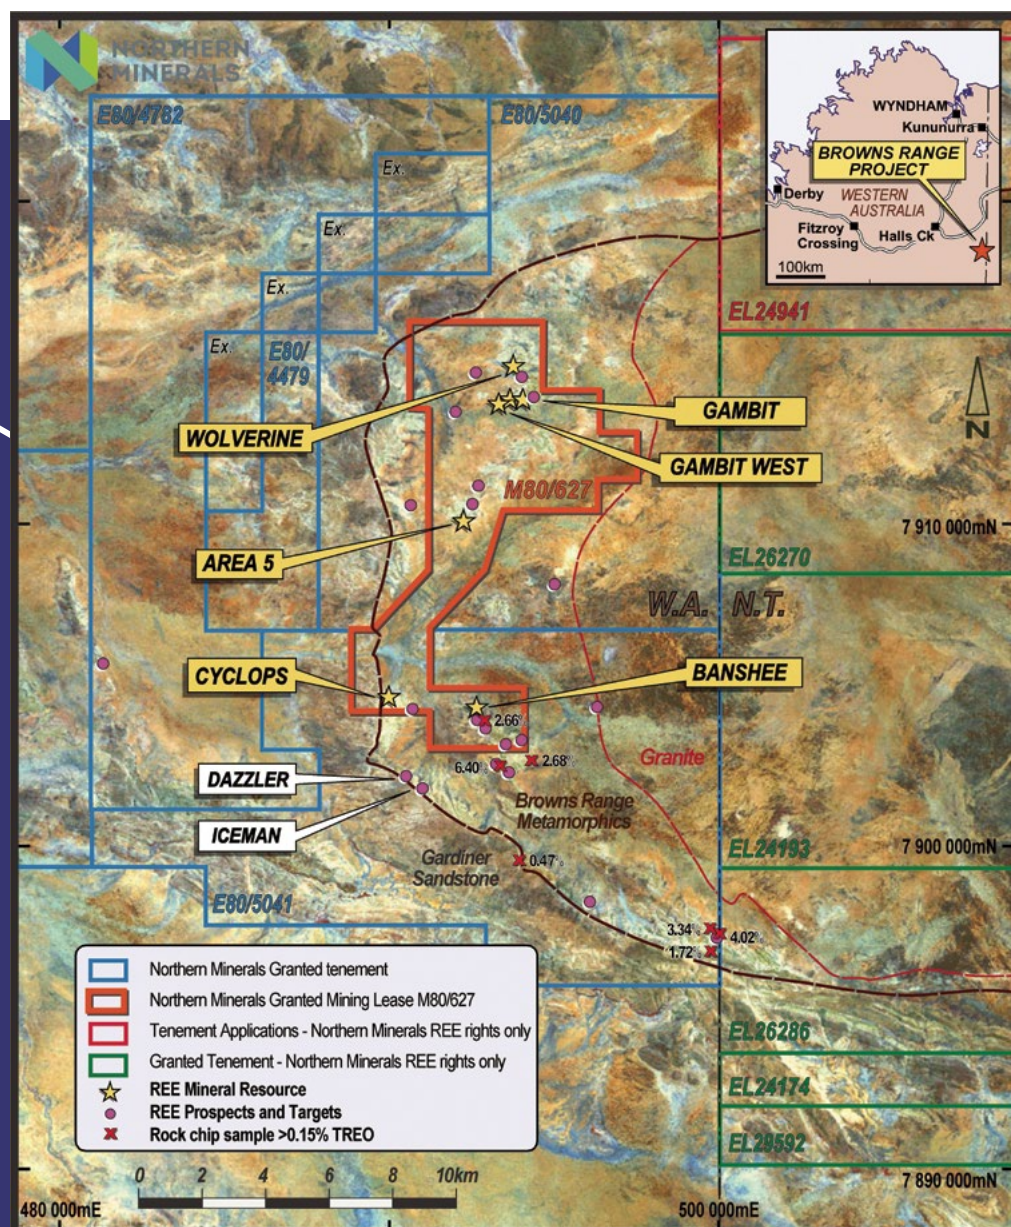 NORTHERN
MINERALS
E80/4782
E80/5040
Ex.
Ex.
Ex.
Ex.
E80/
4479
WYNDHAM
Kununurra
BROWNS RANGE
PROJECT
Derby
WESTERN
AUSTRALIA
Fitzroy
Crossing
Halls Ck
100km
EL24941
N
WOLVERINE
GAMBIT
GAMBIT WEST
M80/627
7 910 000mN
AREA 5
EL26270
W.A.
N.T.
CYCLOPS
BANSHEE
2.66%
2.68%
6.40%
Granite
DAZZLER
ICEMAN
Browns Range
Metamorphics
Gardiner
Sandstone
0.47%
EL24193
7 900 000mN
E80/5041
3.34%
4.02%
1.72%
Northern Minerals Granted tenement
Northern Minerals Granted Mining Lease M80/627
Tenement Applications - Northern Minerals REE rights only
Granted Tenement - Northern Minerals REE rights only
REE Mineral Resource
REE Prospects and Targets
Rock chip sample >0.15% TREO
EL26286
EL24174
EL29592
0 2 4 6 8 10km
7 890 000mN
480 000mE
500 000mE